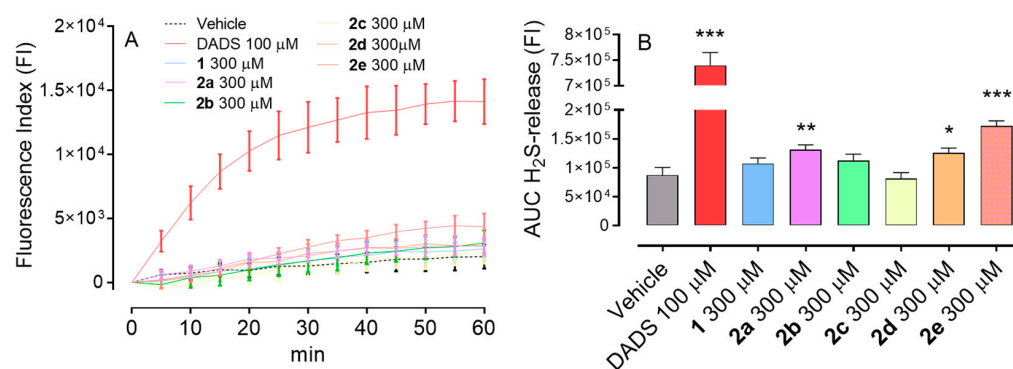 A
Vehicle
DADS 100 μM
1 300 μM
2a 300 μM
2b 300 μM
2c 300 μM
2d 300μM
2e 300 μM
Fluorescence Index (FI)
2×10⁴
1.5×10⁴
1×10⁴
5×10³
0
0 10 20 30 40 50 60
min
B
AUC H₂S-release (FI)
8×10⁵
7.5×10⁵
7×10⁵
2×10⁵
1.5×10⁵
1×10⁵
5×10⁴
0
***
**
*
***
Vehicle
DADS 100 μM
1 300 μM
2a 300 μM
2b 300 μM
2c 300 μM
2d 300 μM
2e 300 μM